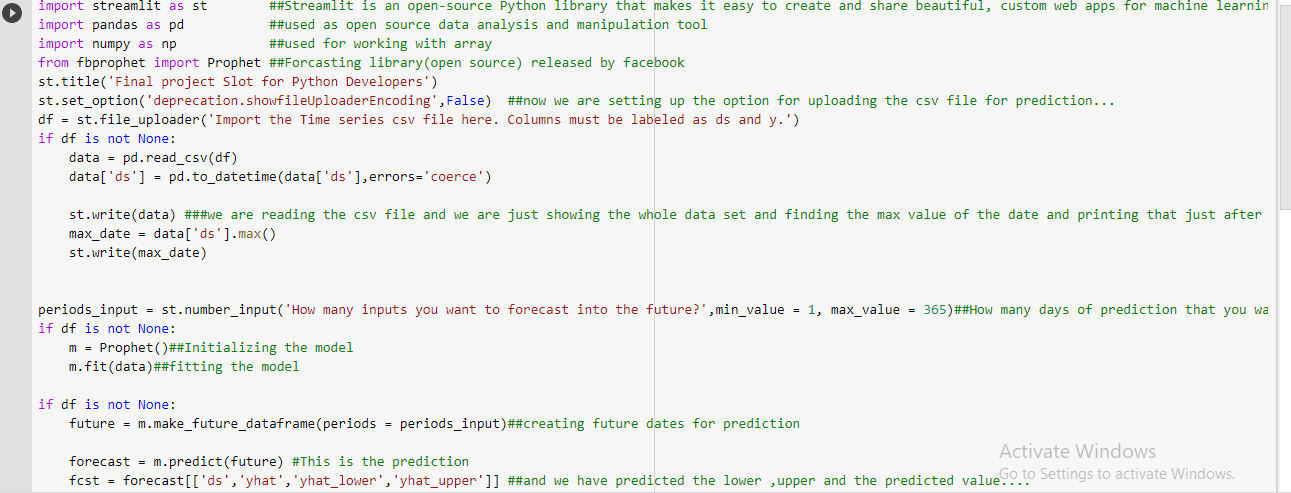 import streamlit as st        ##Streamlit is an open-source Python library that makes it easy to create and share beautiful, custom web apps for machine learnin
import pandas as pd           ##used as open source data analysis and manipulation tool
import numpy as np            ##used for working with array
from fbprophet import Prophet ##Forcasting library(open source) released by facebook
st.title('Final project Slot for Python Developers')
st.set_option('deprecation.showfileUploaderEncoding',False)  ##now we are setting up the option for uploading the csv file for prediction...
df = st.file_uploader('Import the Time series csv file here. Columns must be labeled as ds and y.')
if df is not None:
    data = pd.read_csv(df)
    data['ds'] = pd.to_datetime(data['ds'],errors='coerce')
    st.write(data) ###we are reading the csv file and we are just showing the whole data set and finding the max value of the date and printing that just after
    max_date = data['ds'].max()
    st.write(max_date)
periods_input = st.number_input('How many inputs you want to forecast into the future?',min_value = 1, max_value = 365)##How many days of prediction that you wa
if df is not None:
    m = Prophet()##Initializing the model
    m.fit(data)##fitting the model
if df is not None:
    future = m.make_future_dataframe(periods = periods_input)##creating future dates for prediction
    forecast = m.predict(future) #This is the prediction
    fcst = forecast[['ds','yhat','yhat_lower','yhat_upper']] ##and we have predicted the lower ,upper and the predicted value....
Activate Windows
Go to Settings to activate Windows.